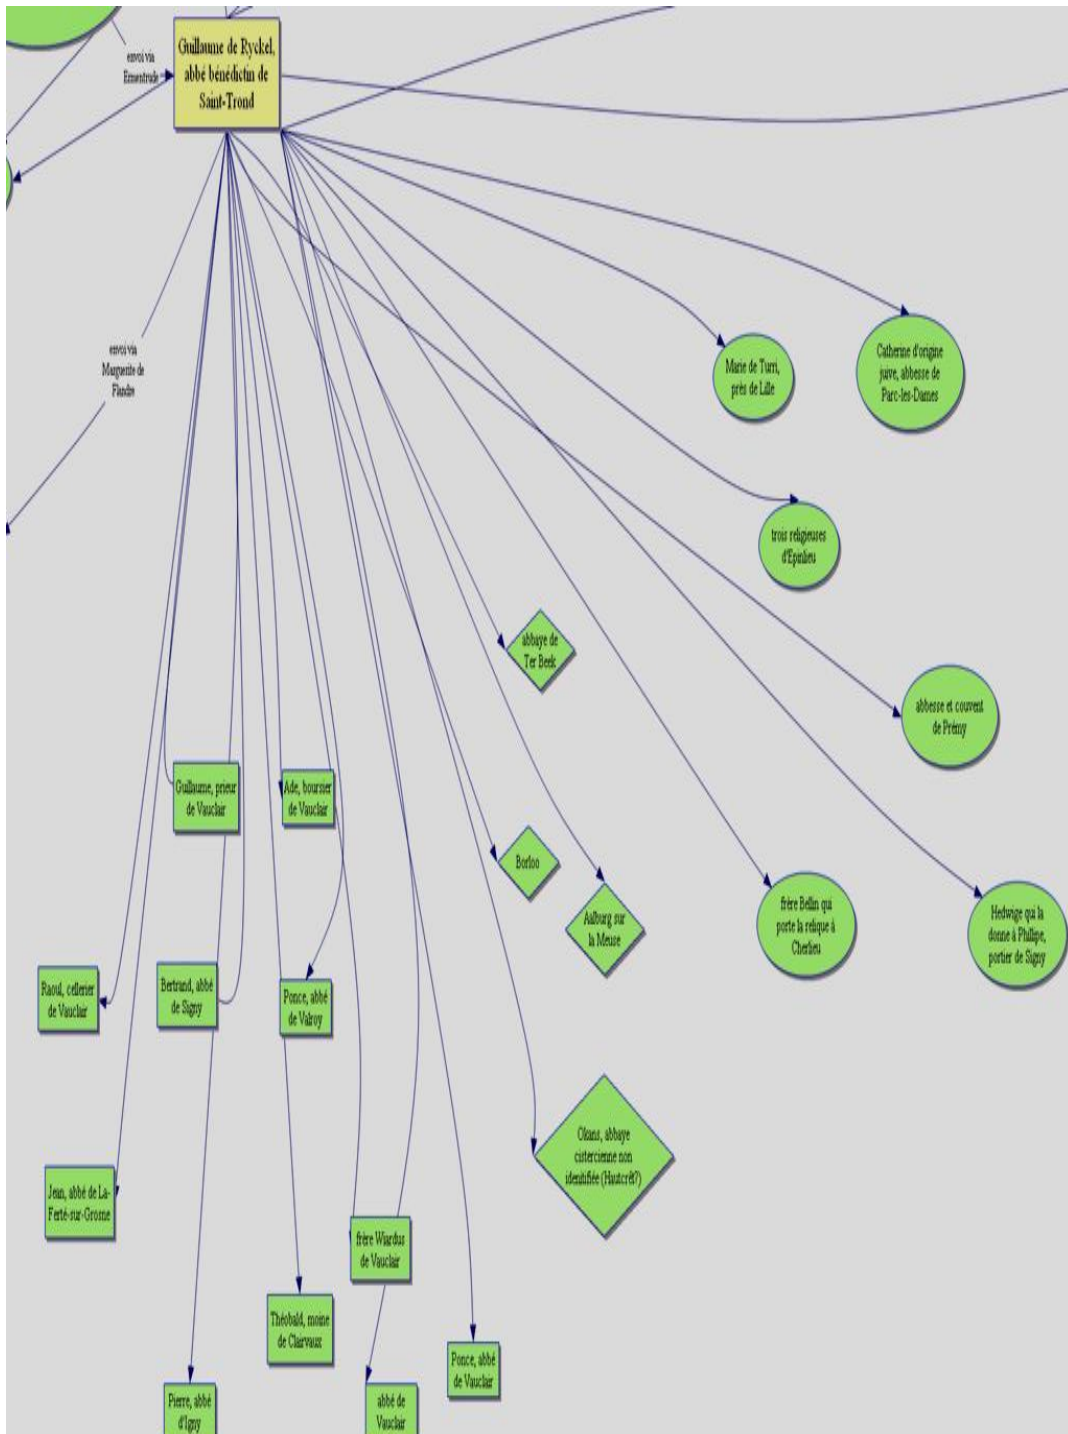 Guillaume de Ryckel,
abbé bénédictin de
Saint-Trond
envoi via
Ermentrude
envoi via
Marguerite de
Flandre
Marie de Turri,
près de Lille
Catherine d'origine
juive, abbesse de
Parc-les-Dames
trois religieuses
d'Epinlieu
abbaye de
Ter Beek
abbesse et couvent
de Prémy
Guillaume, prieur
de Vauclair
Ade, boursier
de Vauclair
Borloo
Aalburg sur
la Meuse
frère Bellin qui
porte la relique à
Cherlieu
Hedwige qui la
donne à Philipe,
portier de Signy
Raoul, cellerier
de Vauclair
Bertrand, abbé
de Signy
Ponce, abbé
de Valroy
Okans, abbaye
cistercienne non
identifiée (Hautcrêt?)
Jean, abbé de La-
Ferté-sur-Grosne
frère Wiardus
de Vauclair
Théobald, moine
de Clairvaux
Ponce, abbé
de Vauclair
Pierre, abbé
d'Igny
abbé de
Vauclair